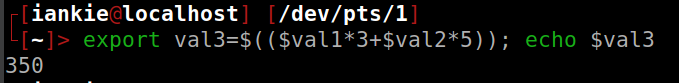 ┌[iankie@localhost] [/dev/pts/1]
└[~]> export val3=$(($val1*3+$val2*5)); echo $val3
350